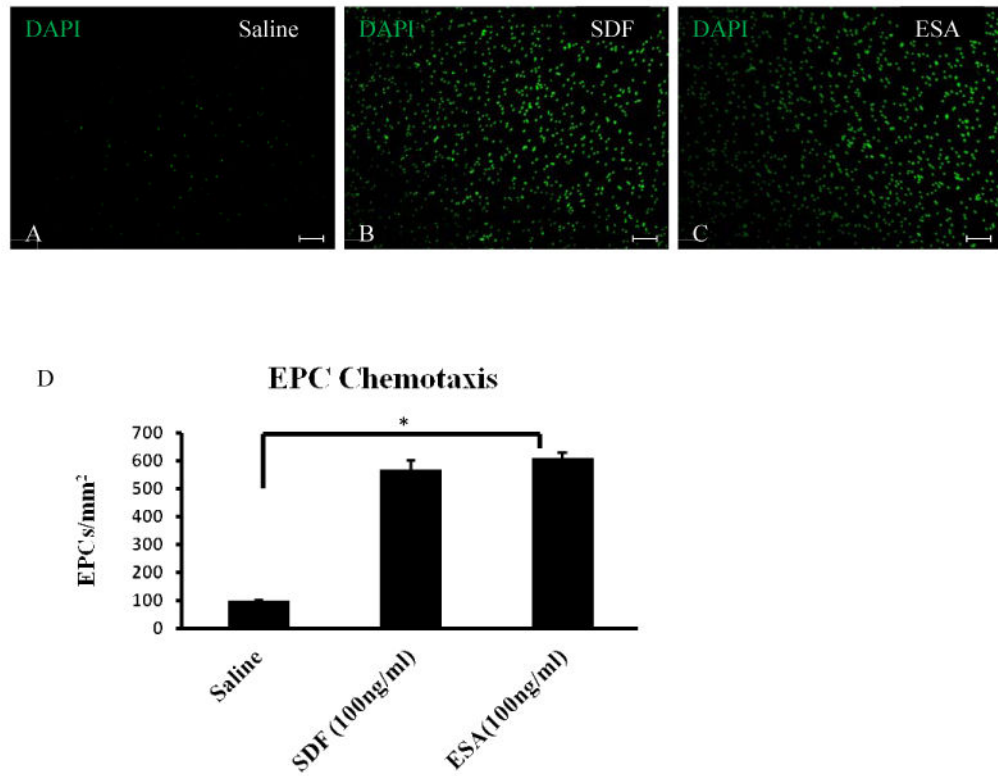 DAPI Saline
DAPI SDF
DAPI ESA
A
B
C
D
EPC Chemotaxis
*
EPCs/mm²
700
600
500
400
300
200
100
0
Saline
SDF (100ng/ml)
ESA(100ng/ml)